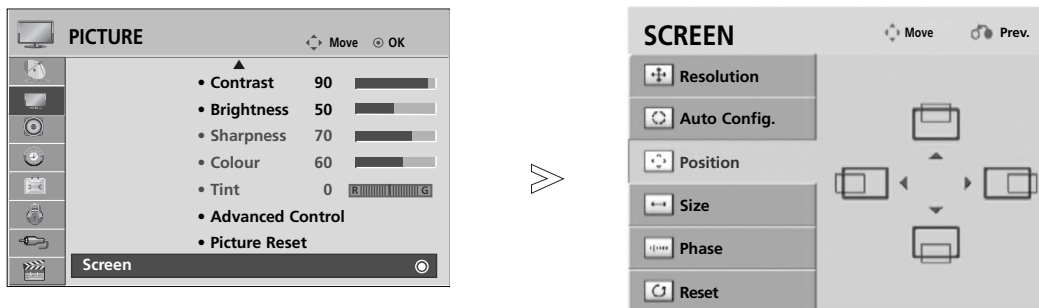 PICTURE
Move
OK
• Contrast 90
• Brightness 50
• Sharpness 70
• Colour 60
• Tint 0 R G
• Advanced Control
• Picture Reset
Screen
SCREEN
Move
Prev.
Resolution
Auto Config.
Position
Size
Phase
Reset